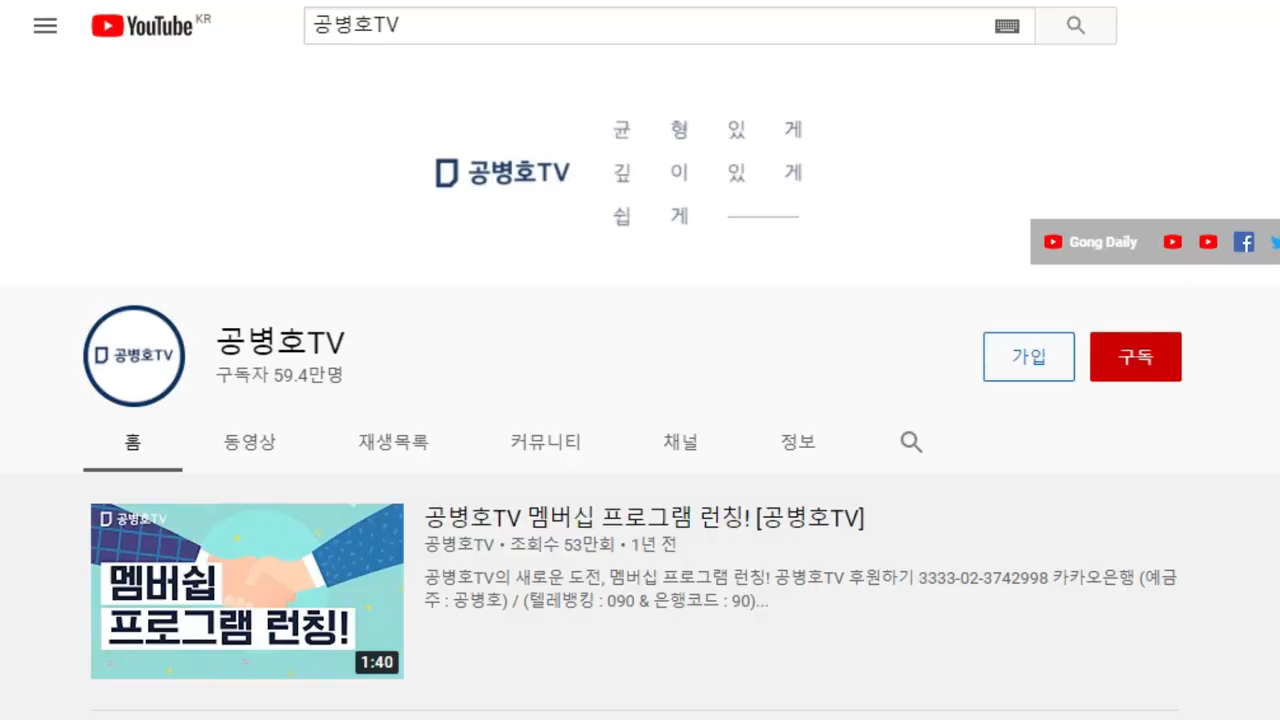 YouTube KR
공병호TV
균 형 있 게
공병호TV
깊 이 있 게
쉽 게
Gong Daily
공병호TV
공병호TV
구독자 59.4만명
가입
구독
홈
동영상
재생목록
커뮤니티
채널
정보
공병호TV
멤버쉽
프로그램 런칭!
1:40
공병호TV 멤버십 프로그램 런칭! [공병호TV]
공병호TV • 조회수 53만회 • 1년 전
공병호TV의 새로운 도전, 멤버십 프로그램 런칭! 공병호TV 후원하기 3333-02-3742998 카카오은행 (예금
주 : 공병호) / (텔레뱅킹 : 090 & 은행코드 : 90)...